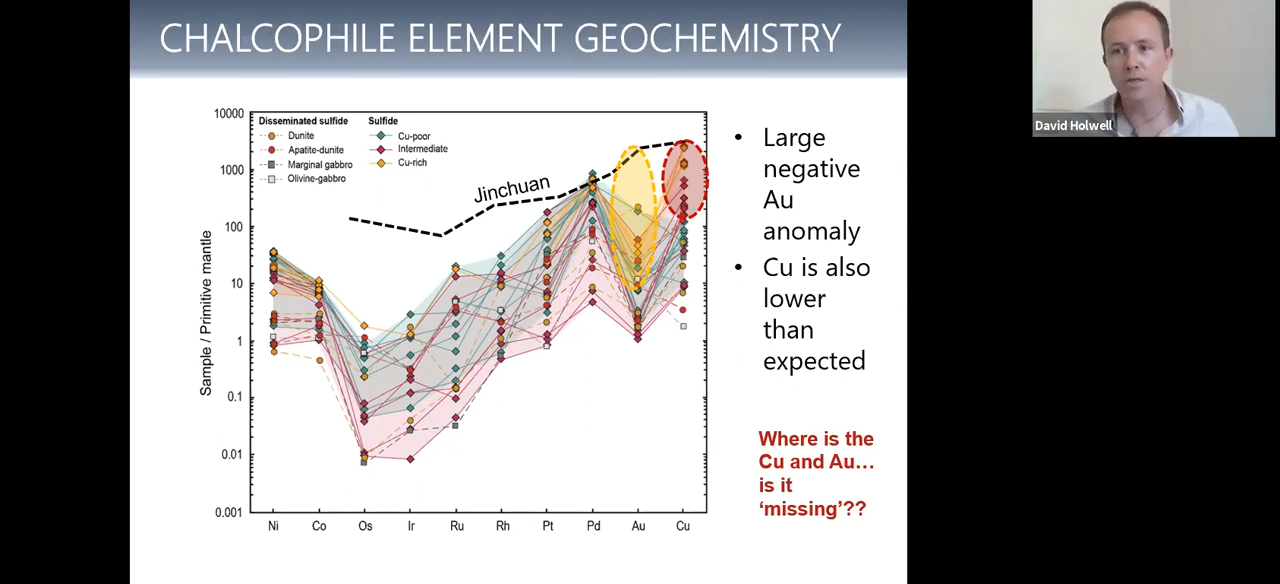 CHALCOPHILE ELEMENT GEOCHEMISTRY
David Holwell
10000
1000
100
10
1
0.1
0.01
0.001
Sample / Primitive mantle
Disseminated sulfide
Dunite
Apatite-dunite
Marginal gabbro
Olivine-gabbro
Sulfide
Cu-poor
Intermediate
Cu-rich
Jinchuan
Ni Co Os Ir Ru Rh Pt Pd Au Cu
• Large
negative
Au
anomaly
• Cu is also
lower
than
expected
Where is the
Cu and Au…
is it
‘missing’??